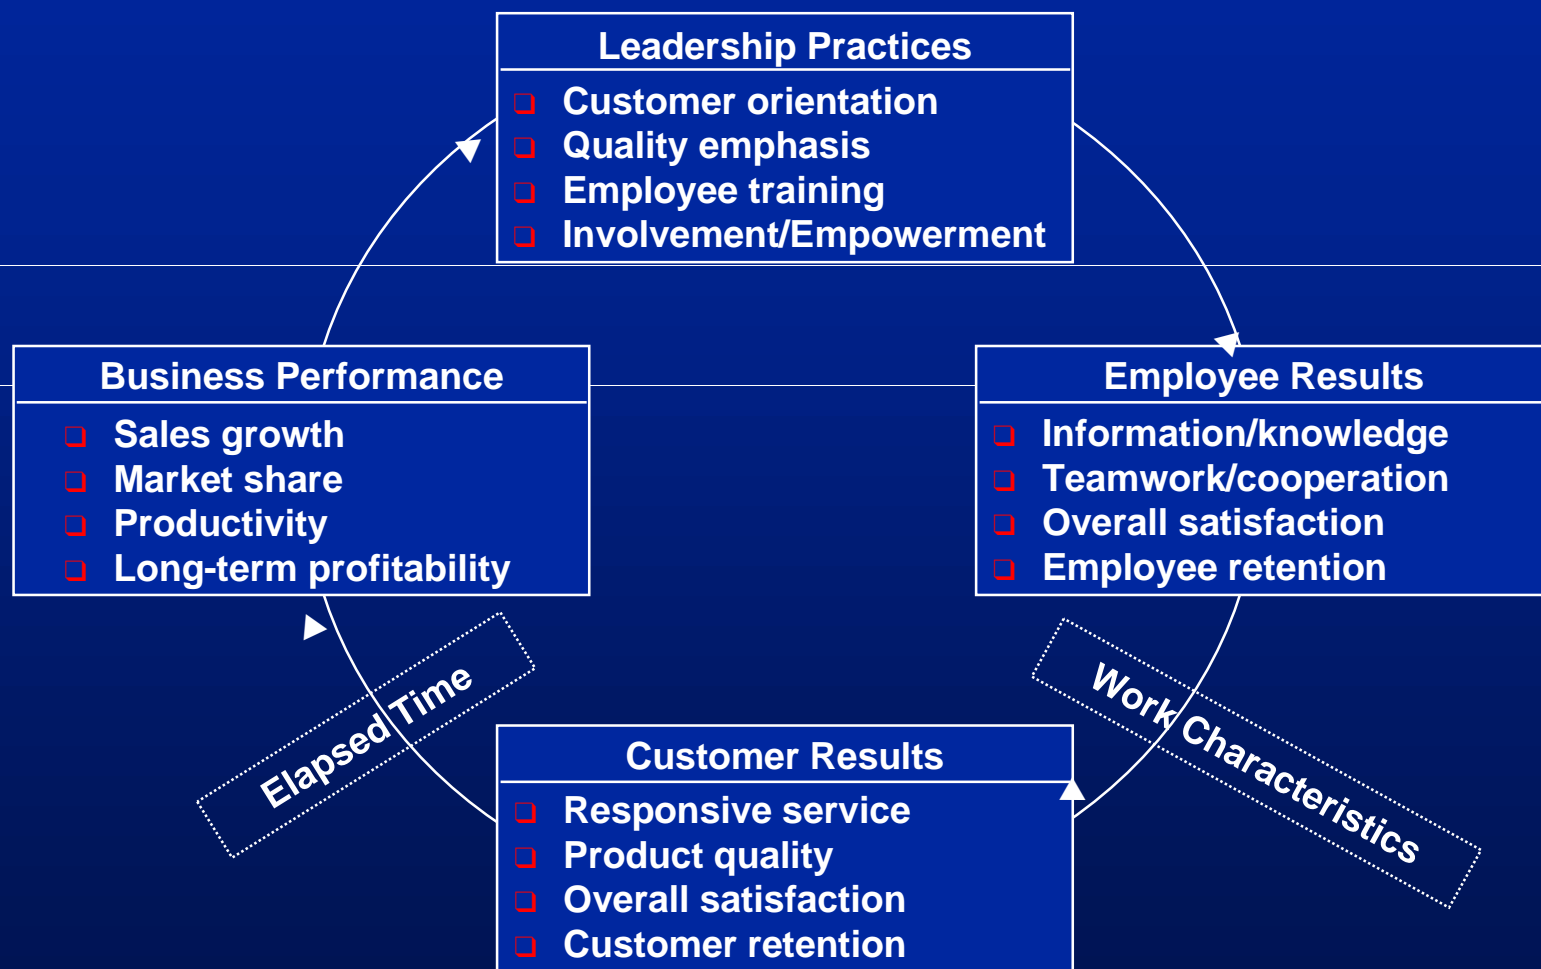 Leadership Practices
Customer orientation
Quality emphasis
Employee training
Involvement/Empowerment
Business Performance
Sales growth
Market share
Productivity
Long-term profitability
Employee Results
Information/knowledge
Teamwork/cooperation
Overall satisfaction
Employee retention
Elapsed Time
Work Characteristics
Customer Results
Responsive service
Product quality
Overall satisfaction
Customer retention